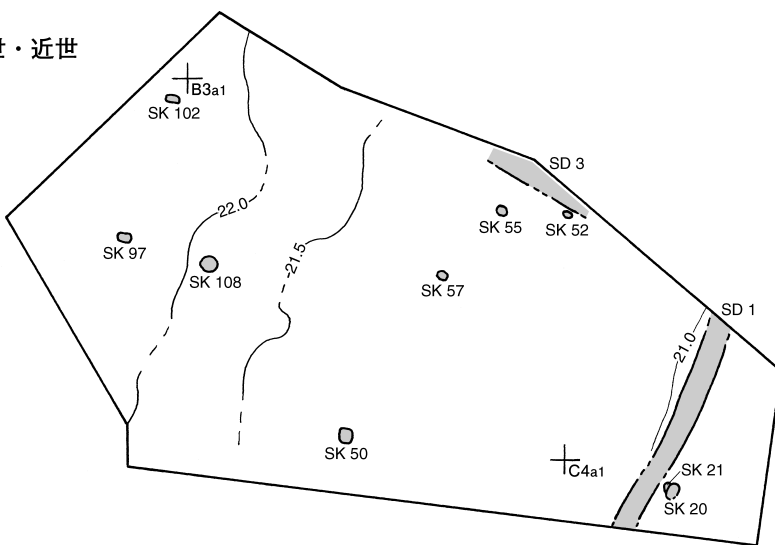 世・近世
B3a1
SK 102
SD 3
22.0
SK 55
SK 52
SK 97
21.5
SK 108
SK 57
SD 1
21.0
SK 50
C4a1
SK 21
SK 20